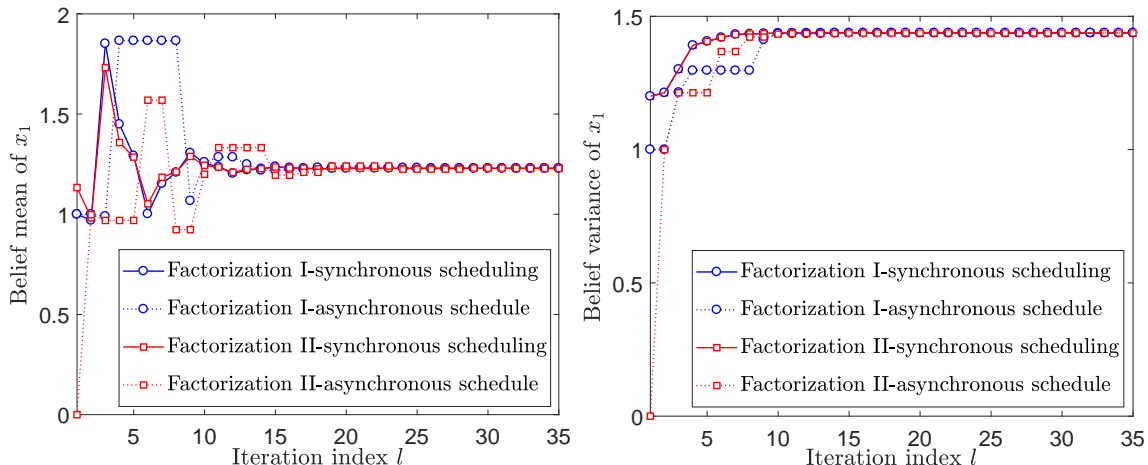 2
1.5
1
0.5
0
5 10 15 20 25 30 35
Belief mean of x₁
Iteration index l
Factorization I-synchronous scheduling
Factorization I-asynchronous schedule
Factorization II-synchronous scheduling
Factorization II-asynchronous schedule
1.5
1
0.5
0
5 10 15 20 25 30 35
Belief variance of x₁
Iteration index l
Factorization I-synchronous scheduling
Factorization I-asynchronous schedule
Factorization II-synchronous scheduling
Factorization II-asynchronous schedule